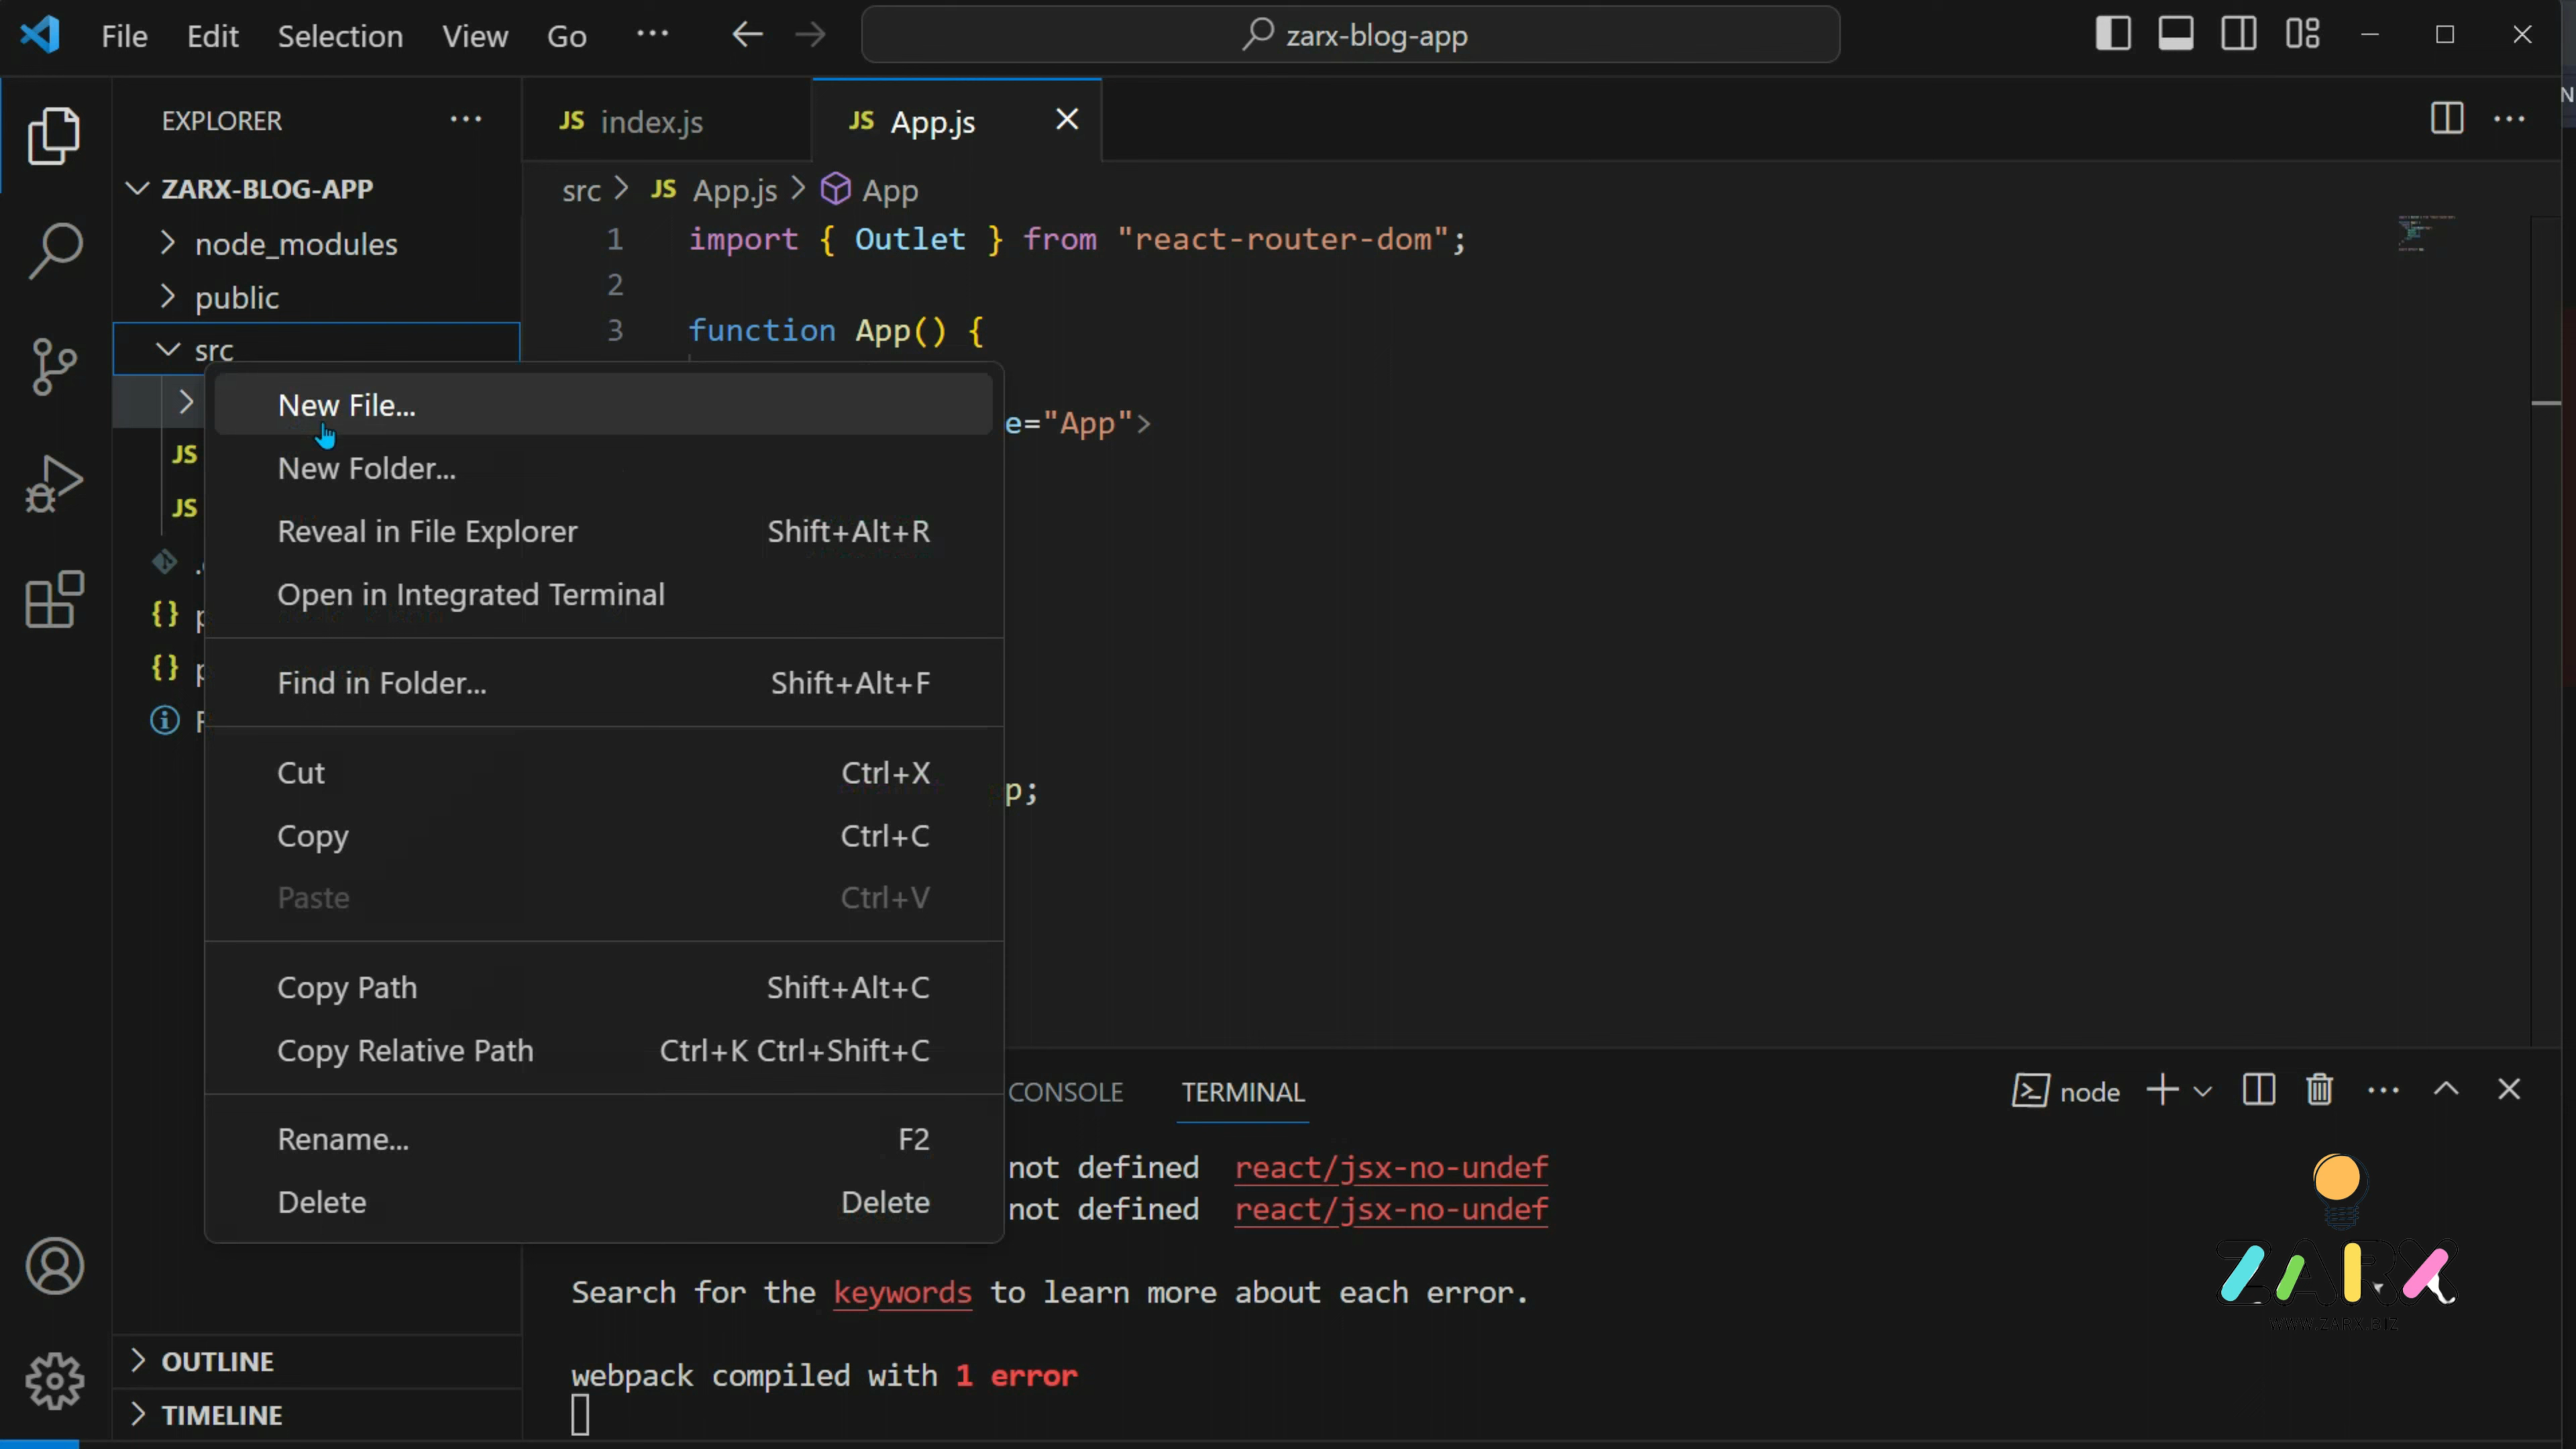 File Edit Selection View Go ... zarx-blog-app
EXPLORER ...
JS index.js
JS App.js
ZARX-BLOG-APP
node_modules
public
src
JS
JS
{}
{}
src > JS App.js > App
1 import { Outlet } from "react-router-dom";
2
3 function App() {
e="App">
p;
New File...
New Folder...
Reveal in File Explorer Shift+Alt+R
Open in Integrated Terminal
Find in Folder... Shift+Alt+F
Cut Ctrl+X
Copy Ctrl+C
Paste Ctrl+V
Copy Path Shift+Alt+C
Copy Relative Path Ctrl+K Ctrl+Shift+C
Rename... F2
Delete Delete
CONSOLE TERMINAL node
not defined react/jsx-no-undef
not defined react/jsx-no-undef
Search for the keywords to learn more about each error.
webpack compiled with 1 error
OUTLINE
TIMELINE
ZARX